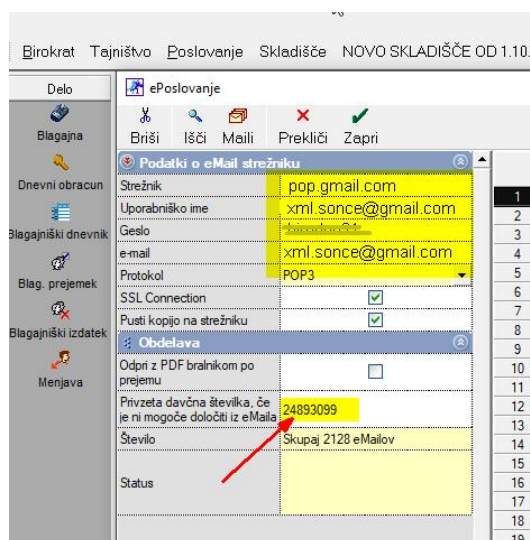 Birokrat Tajništvo Poslovanje Skladišče NOVO SKLADIŠČE OD 1.10.
Delo
ePoslovanje
Blagajna
Briši Išči Maili Prekliči Zapri
Dnevni obracun
Blagajniški dnevnik
Blag. prejemek
Blagajniški izdatek
Menjava
Podatki o eMail strežniku
Strežnik pop.gmail.com
Uporabniško ime xml.sonce@gmail.com
Geslo
e-mail xml.sonce@gmail.com
Protokol POP3
SSL Connection
Pusti kopijo na strežniku
Obdelava
Odpri z PDF bralnikom po
prejemu
Privzeta davčna številka, če
je ni mogoče določiti iz eMaila 24893099
Število Skupaj 2128 eMailov
Status
1
2
3
4
5
6
7
8
9
10
11
12
13
14
15
16
17
18
19